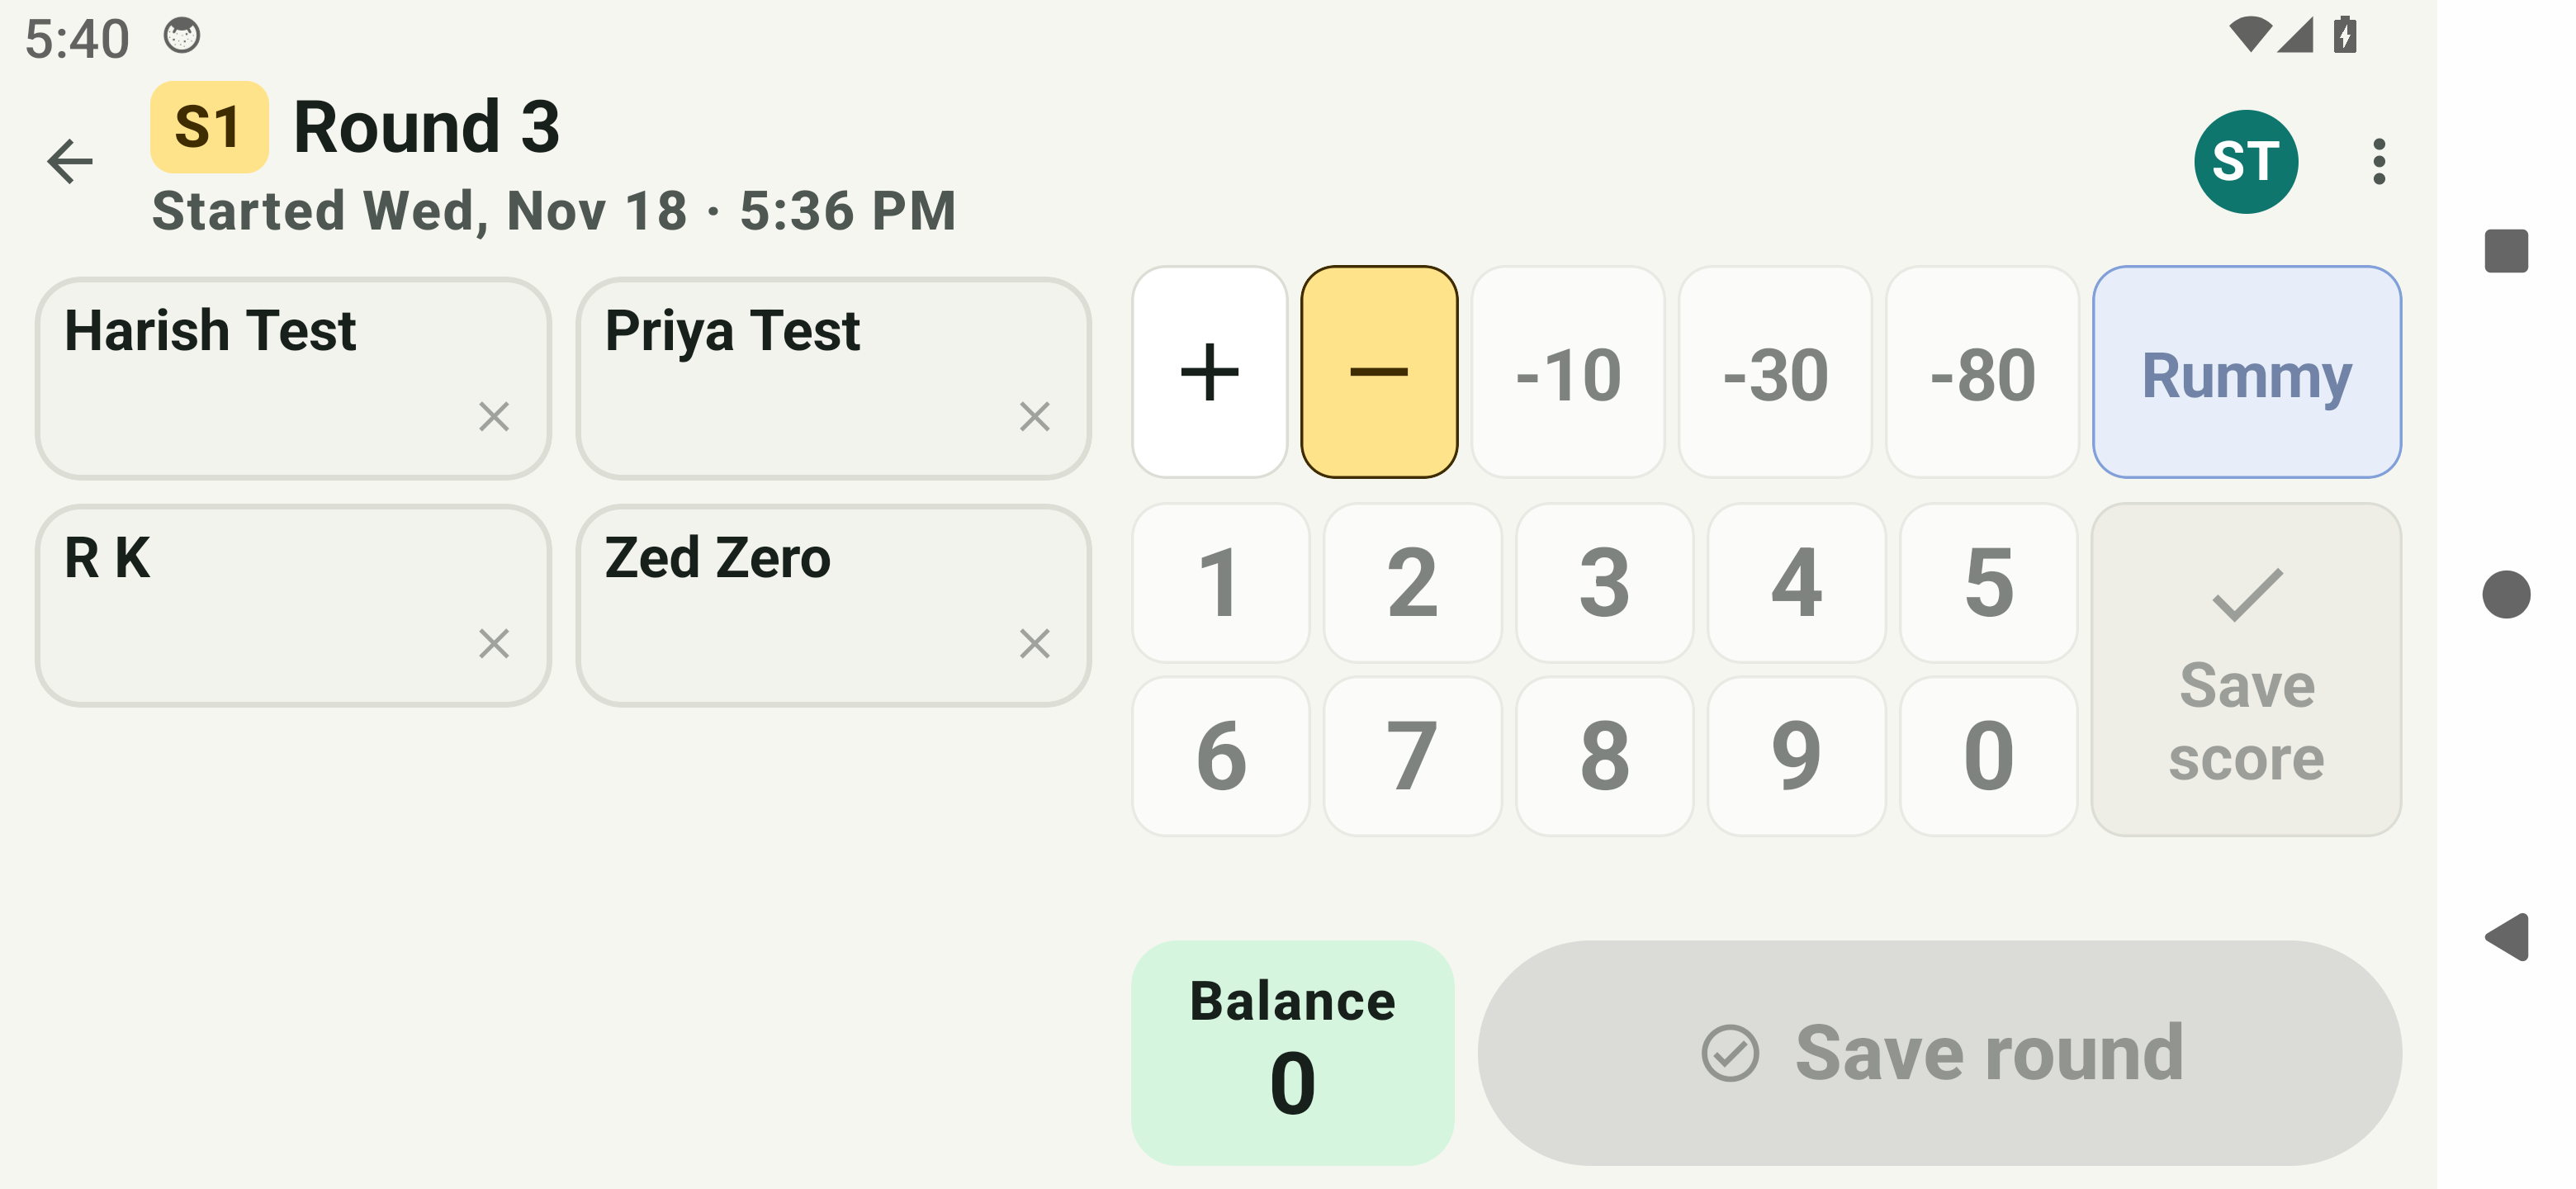 5:40
S1 Round 3
Started Wed, Nov 18 · 5:36 PM
ST
Harish Test
Priya Test
R K
Zed Zero
+ − -10 -30 -80 Rummy
1 2 3 4 5
6 7 8 9 0
Save
score
Balance
0
Save round